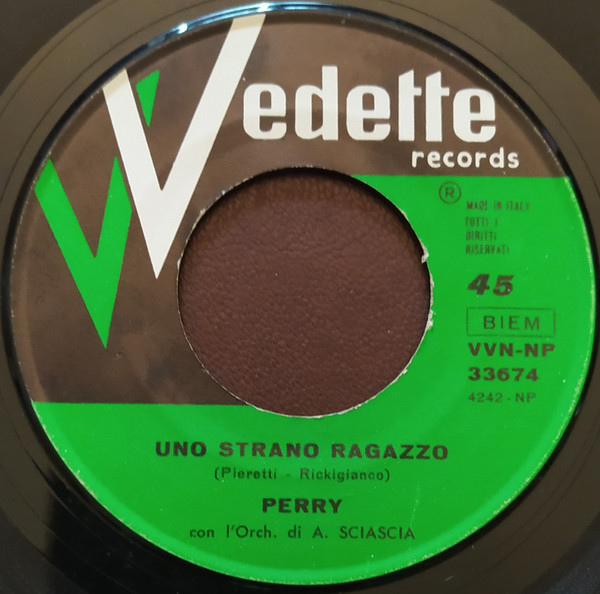 Vedette
records
®
MADE IN ITALY
TUTTI I
DIRITTI
RISERVATI
45
BIEM
VVN-NP
33674
4242 - NP
UNO STRANO RAGAZZO
(Pieretti - Rickigianco)
PERRY
con l'Orch. di A. SCIASCIA